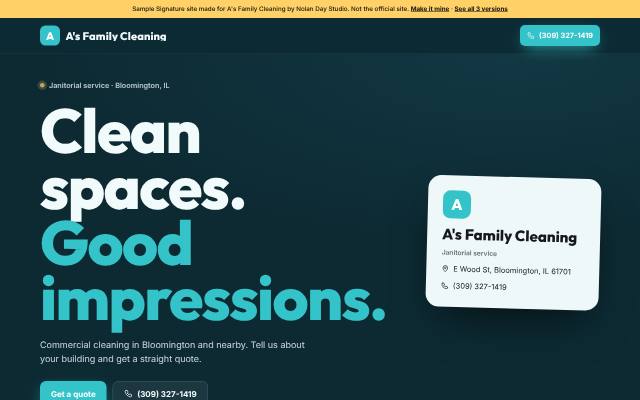 Sample Signature site made for A's Family Cleaning by Nolan Day Studio. Not the official site. Make it mine · See all 3 versions
A A's Family Cleaning
(309) 327-1419
Janitorial service · Bloomington, IL
Clean
spaces.
Good
impressions.
A
A's Family Cleaning
Janitorial service
E Wood St, Bloomington, IL 61701
(309) 327-1419
Commercial cleaning in Bloomington and nearby. Tell us about
your building and get a straight quote.
Get a quote
(309) 327-1419